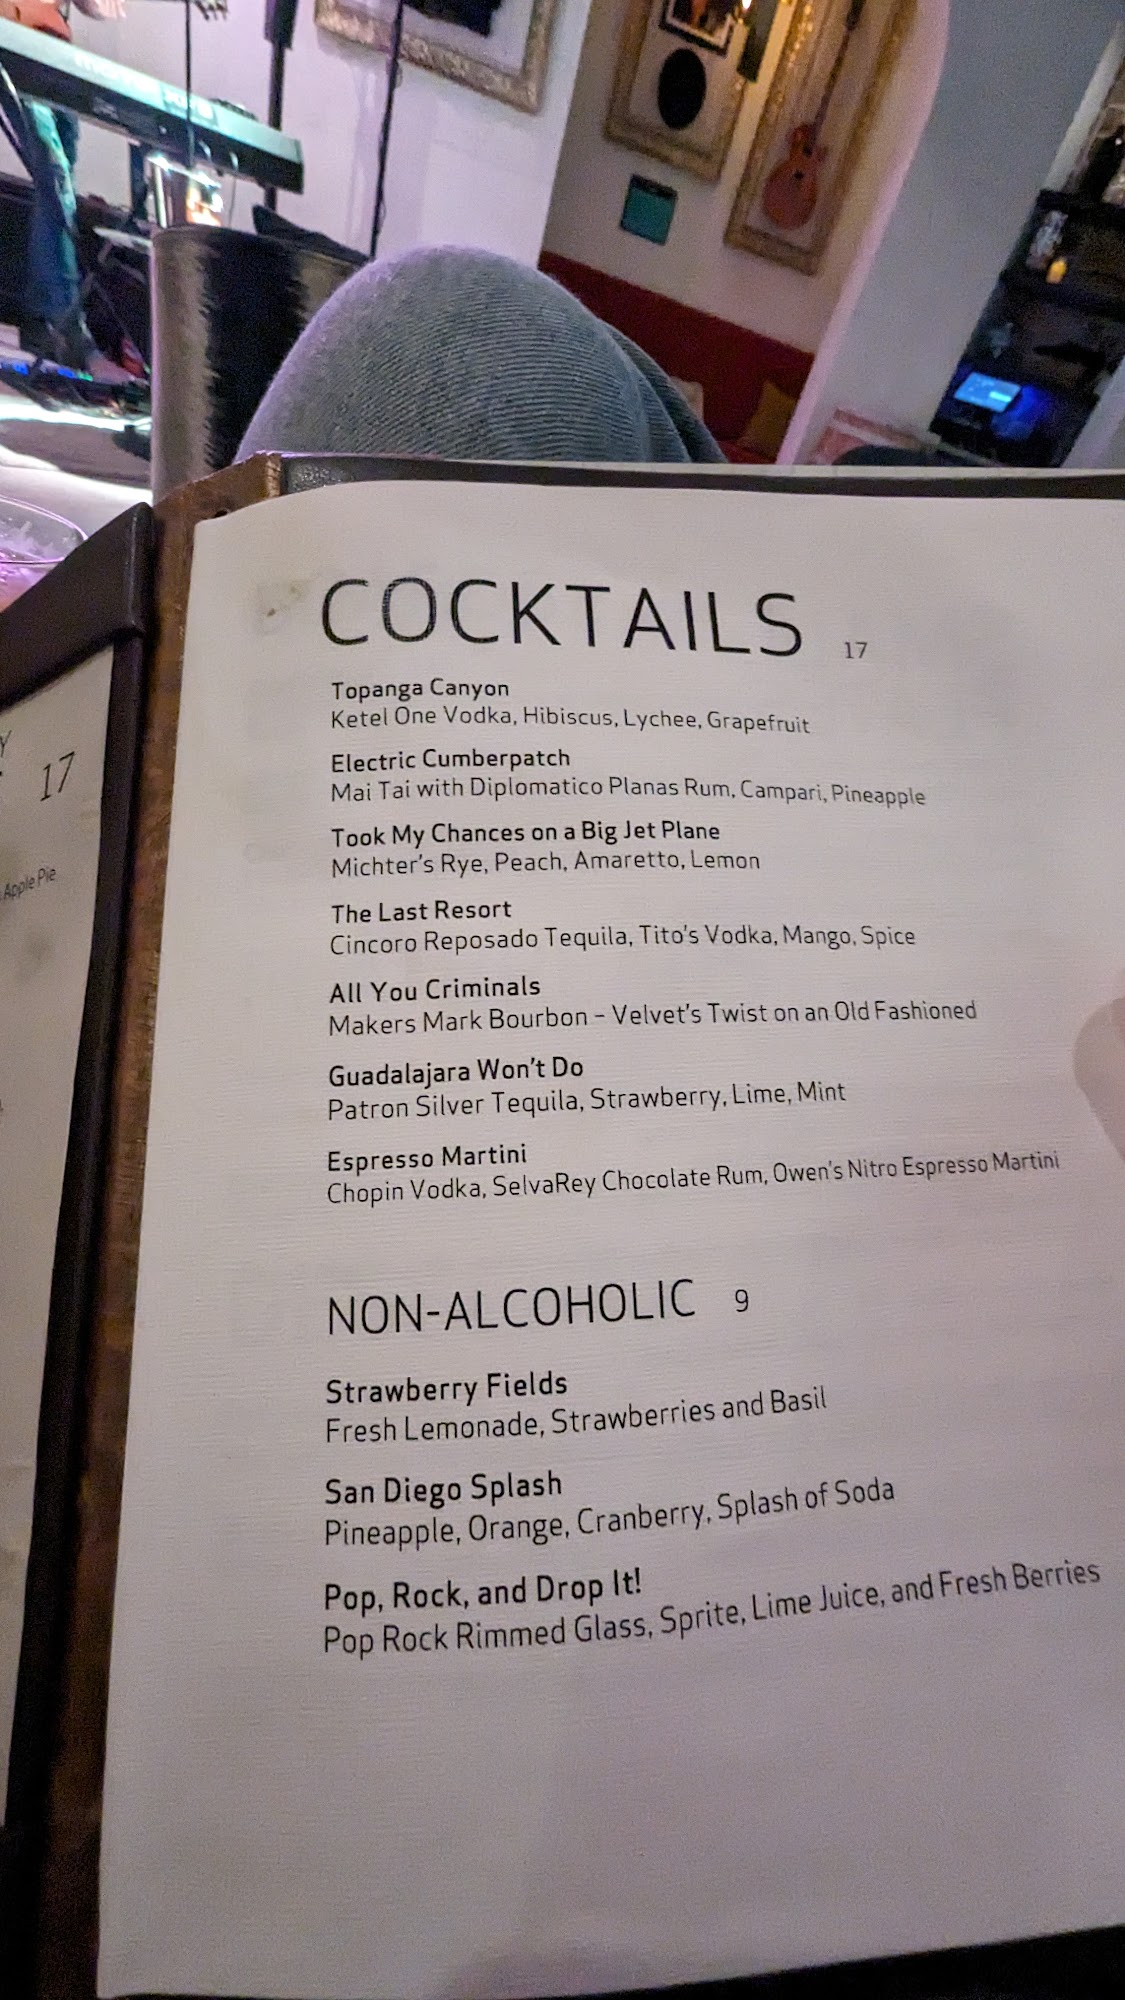 COCKTAILS 17
Topanga Canyon
Ketel One Vodka, Hibiscus, Lychee, Grapefruit
Electric Cumberpatch
Mai Tai with Diplomatico Planas Rum, Campari, Pineapple
Took My Chances on a Big Jet Plane
Michter's Rye, Peach, Amaretto, Lemon
The Last Resort
Cincoro Reposado Tequila, Tito's Vodka, Mango, Spice
All You Criminals
Makers Mark Bourbon - Velvet's Twist on an Old Fashioned
Guadalajara Won't Do
Patron Silver Tequila, Strawberry, Lime, Mint
Espresso Martini
Chopin Vodka, SelvaRey Chocolate Rum, Owen's Nitro Espresso Martini
NON-ALCOHOLIC 9
Strawberry Fields
Fresh Lemonade, Strawberries and Basil
San Diego Splash
Pineapple, Orange, Cranberry, Splash of Soda
Pop, Rock, and Drop It!
Pop Rock Rimmed Glass, Sprite, Lime Juice, and Fresh Berries
Y
17
Apple Pie